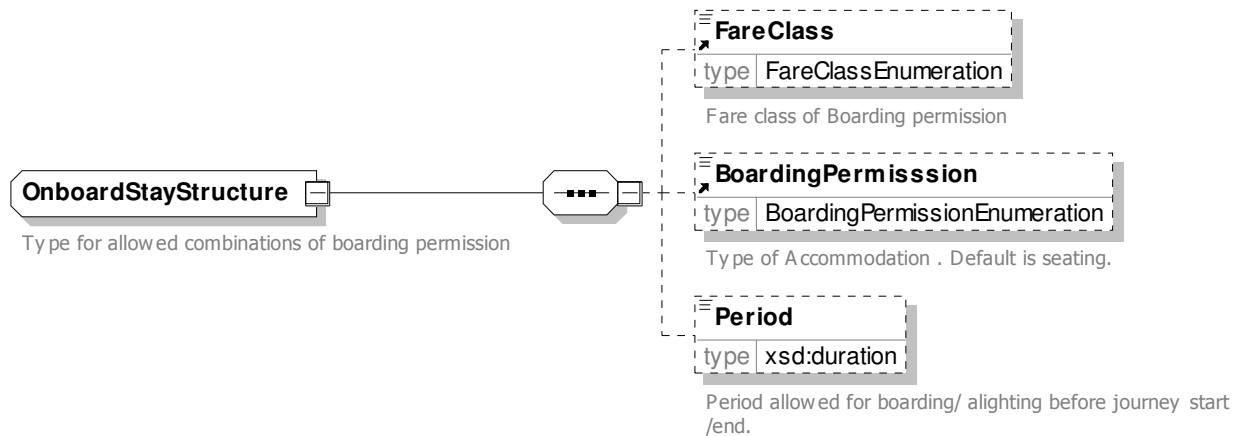 FareClass
type FareClassEnumeration
Fare class of Boarding permission
OnboardStayStructure
Type for allowed combinations of boarding permission
BoardingPermisssion
type BoardingPermissionEnumeration
Type of Accommodation . Default is seating.
Period
type xsd:duration
Period allowed for boarding/ alighting before journey start
/end.